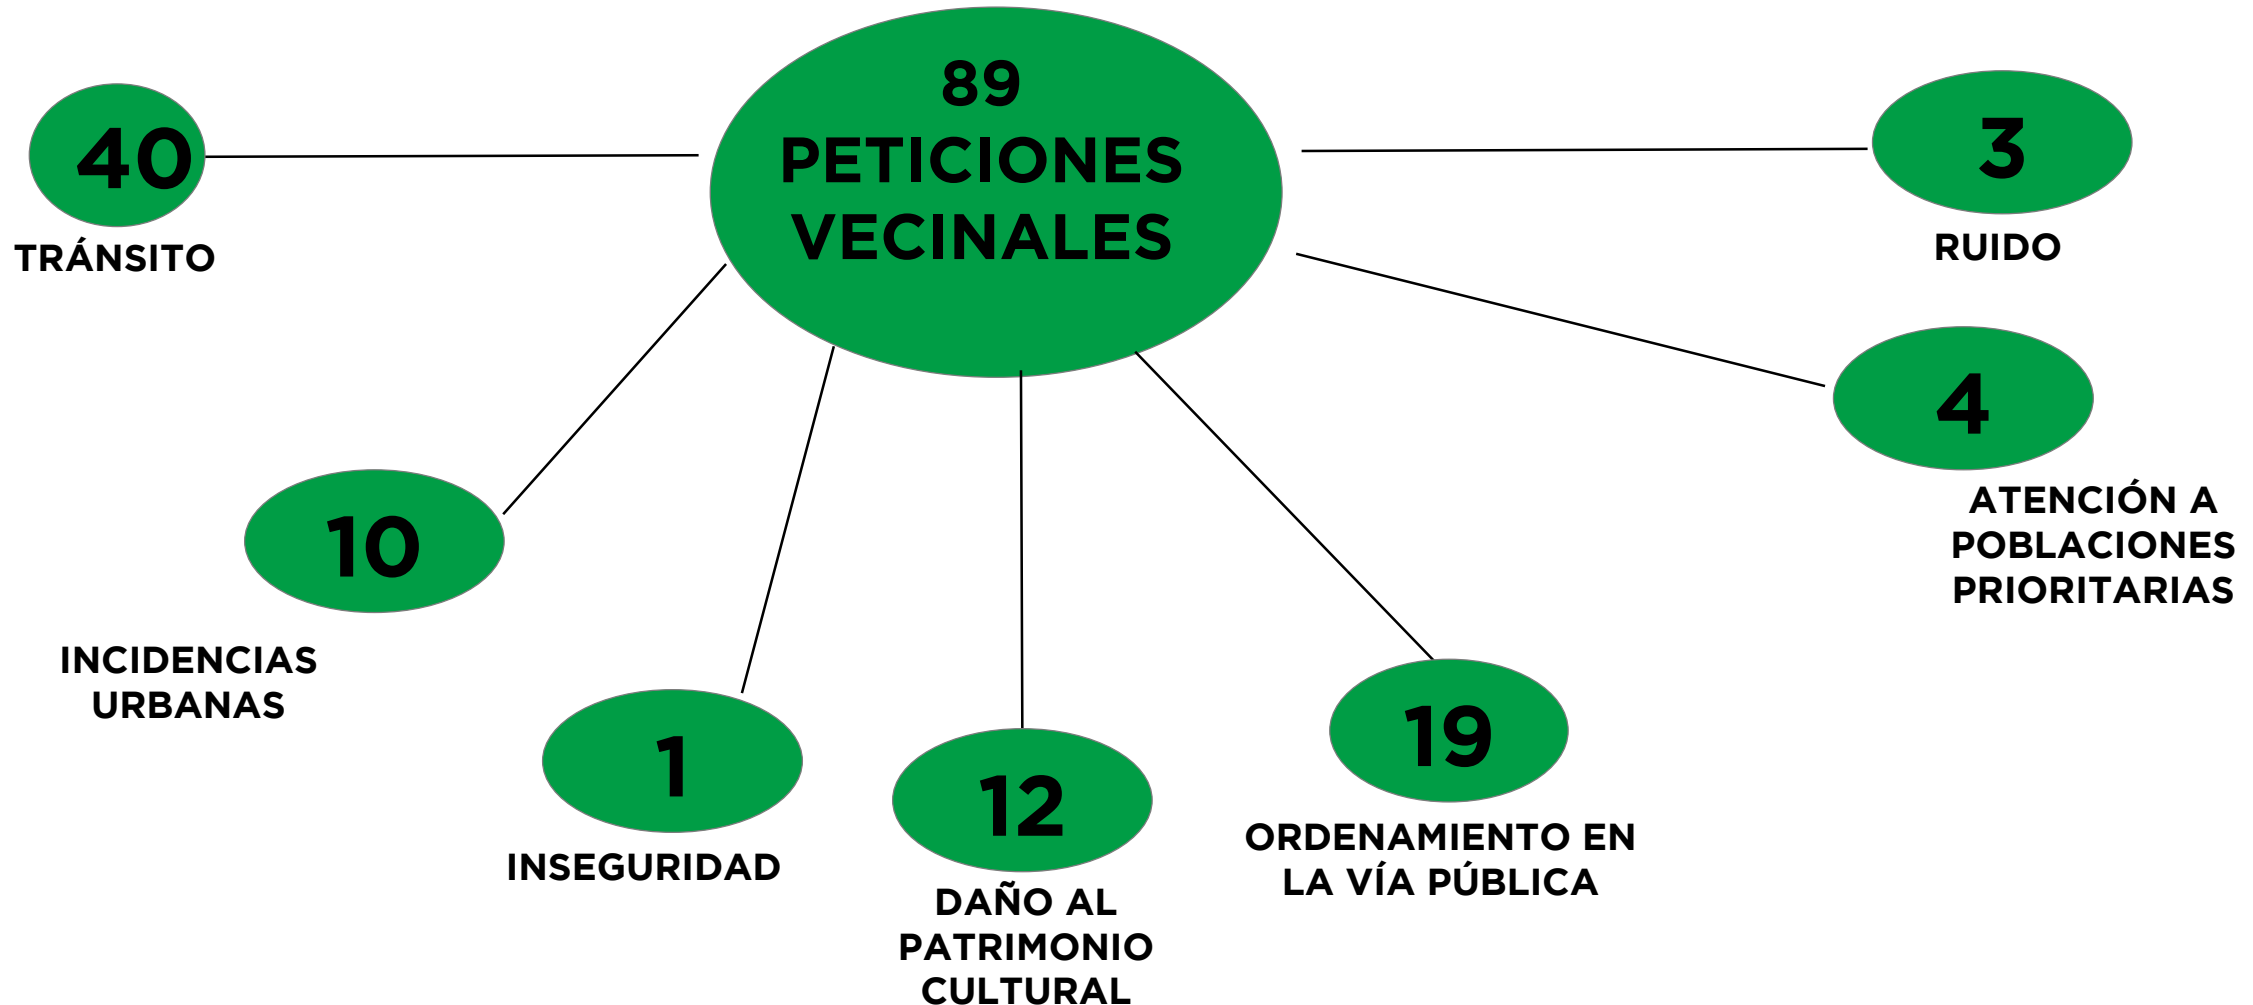 89
PETICIONES
VECINALES
40
TRÁNSITO
3
RUIDO
4
ATENCIÓN A
POBLACIONES
PRIORITARIAS
10
INCIDENCIAS
URBANAS
1
INSEGURIDAD
12
DAÑO AL
PATRIMONIO
CULTURAL
19
ORDENAMIENTO EN
LA VÍA PÚBLICA